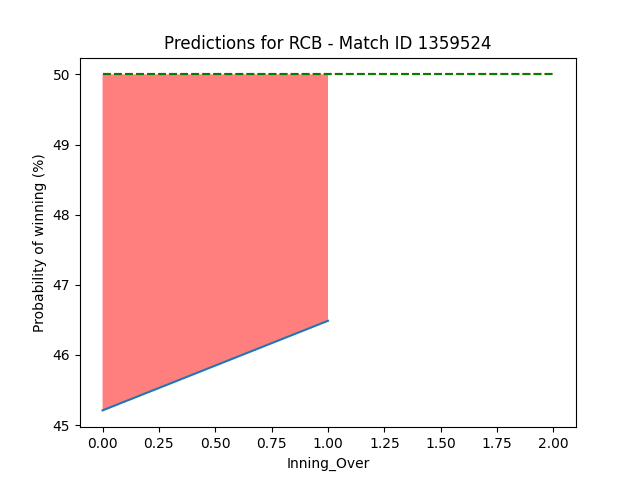 Predictions for RCB - Match ID 1359524
Probability of winning (%)
50
49
48
47
46
45
0.00 0.25 0.50 0.75 1.00 1.25 1.50 1.75 2.00
Inning_Over